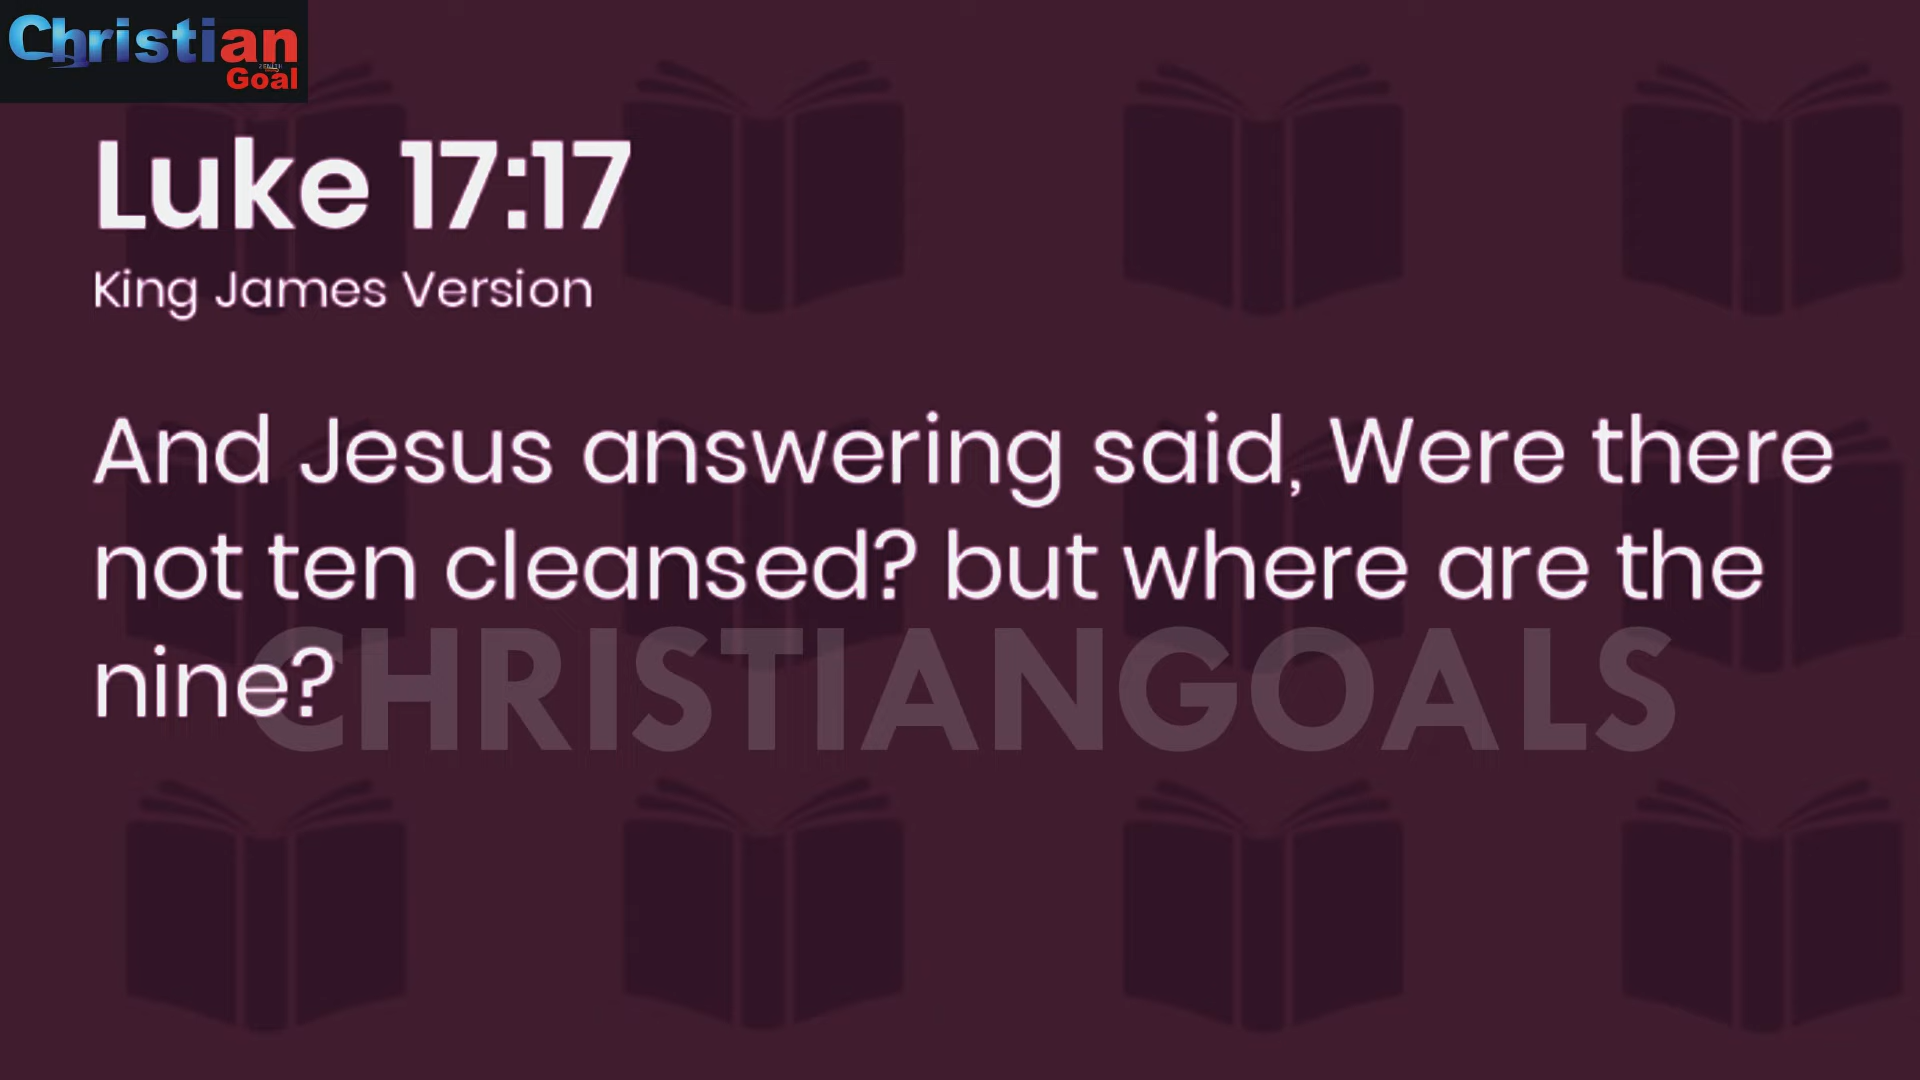 Christian
Goal
Luke 17:17
King James Version
And Jesus answering said, Were there
not ten cleansed? but where are the
nine?
CHRISTIANGOALS